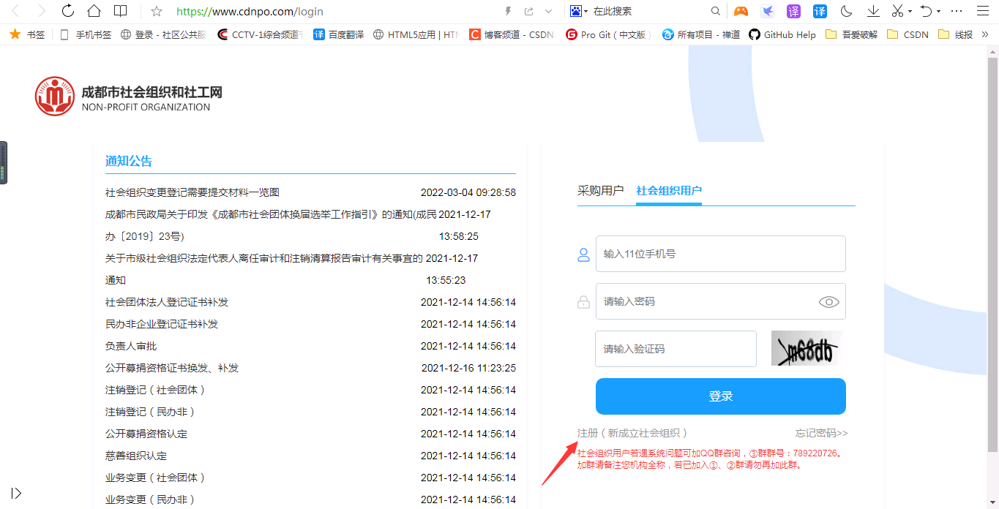 https://www.cdnpo.com/login
在此搜索
书签
手机书签
登录 - 社区公共服
CCTV-1综合频道
百度翻译
HTML5应用 | HT
博客频道 - CSDN
Pro Git ( 中文版 )
所有项目 - 禅道
GitHub Help
吾爱破解
CSDN
线报
成都市社会组织和社工网
NON-PROFIT ORGANIZATION
通知公告
社会组织变更登记需要提交材料一览图 2022-03-04 09:28:58
成都市民政局关于印发《成都市社会团体换届选举工作指引》的通知(成民 2021-12-17
办〔2019〕23号) 13:58:25
关于市级社会组织法定代表人离任审计和注销清算报告审计有关事宜的 2021-12-17
通知 13:55:23
社会团体法人登记证书补发 2021-12-14 14:56:14
民办非企业登记证书补发 2021-12-14 14:56:14
负责人审批 2021-12-14 14:56:14
公开募捐资格证书换发、补发 2021-12-16 11:23:25
注销登记（社会团体） 2021-12-14 14:56:14
注销登记（民办非） 2021-12-14 14:56:14
公开募捐资格认定 2021-12-14 14:56:14
慈善组织认定 2021-12-14 14:56:14
业务变更（社会团体） 2021-12-14 14:56:14
业务变更（民办非） 2021-12-14 14:56:14
采购用户 社会组织用户
输入11位手机号
请输入密码
请输入验证码 m68db
登录
注册（新成立社会组织） 忘记密码>>
社会组织用户若遇系统问题可加QQ群咨询，③群群号：789220726。
加群请备注您机构全称，若已加入①、②群请勿再加此群。